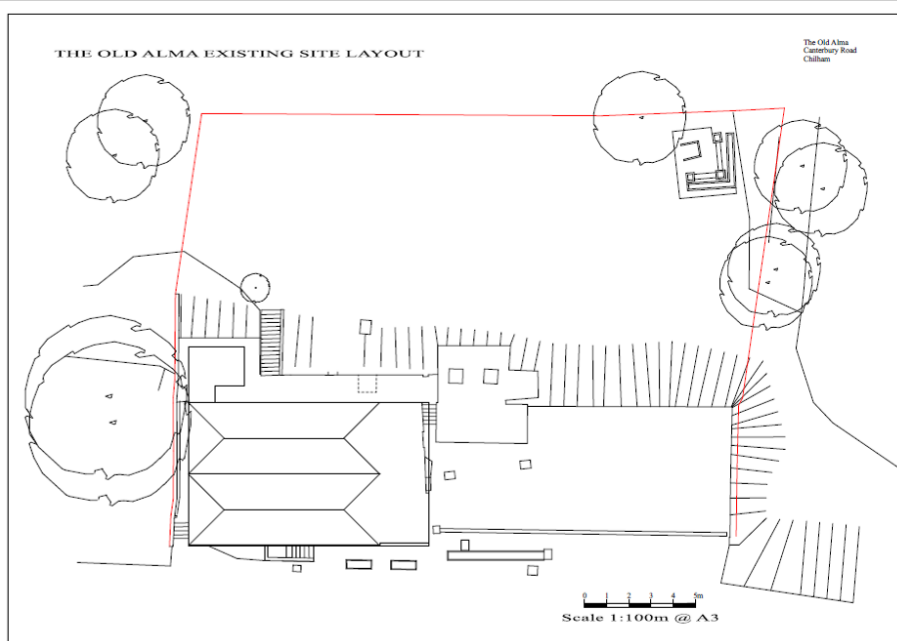 THE OLD ALMA EXISTING SITE LAYOUT
The Old Alma
Canterbury Road
Chilham
0 1 2 3 4 5m
Scale 1:100m @ A3